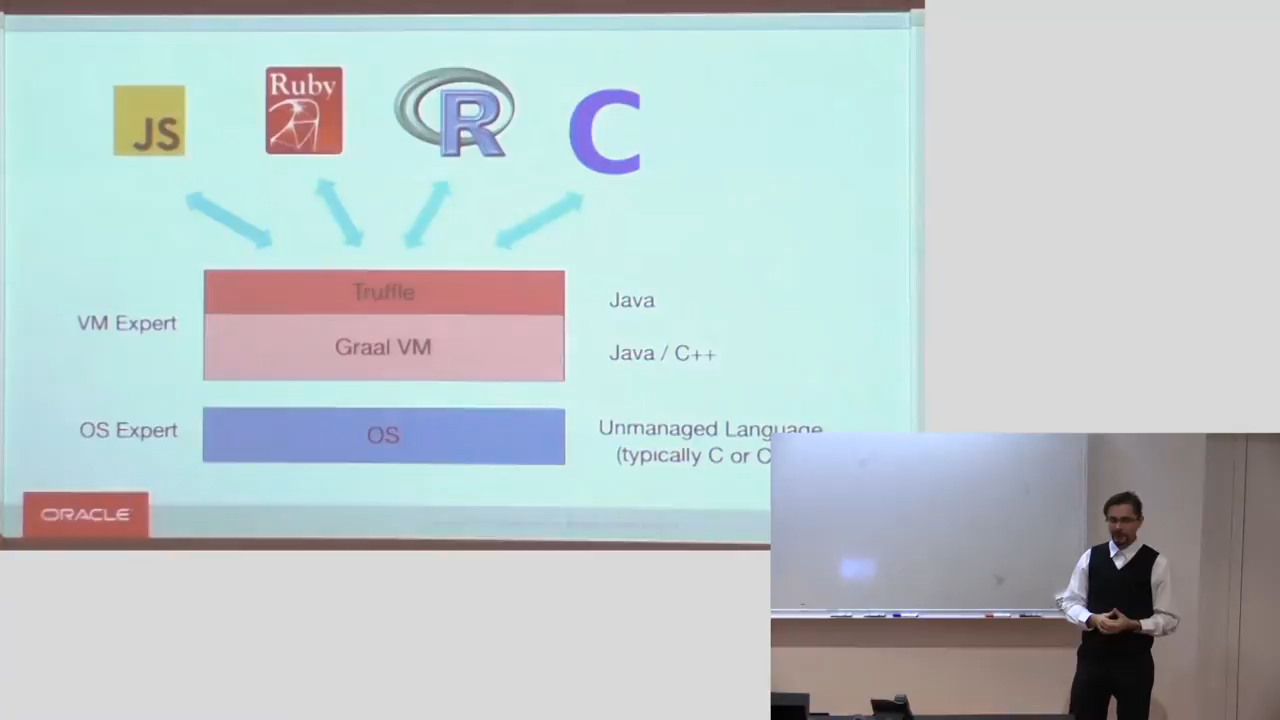 JS
Ruby
R
C
Truffle
Java
VM Expert
Graal VM
Java / C++
OS Expert
OS
Unmanaged Language
(typically C or C
ORACLE